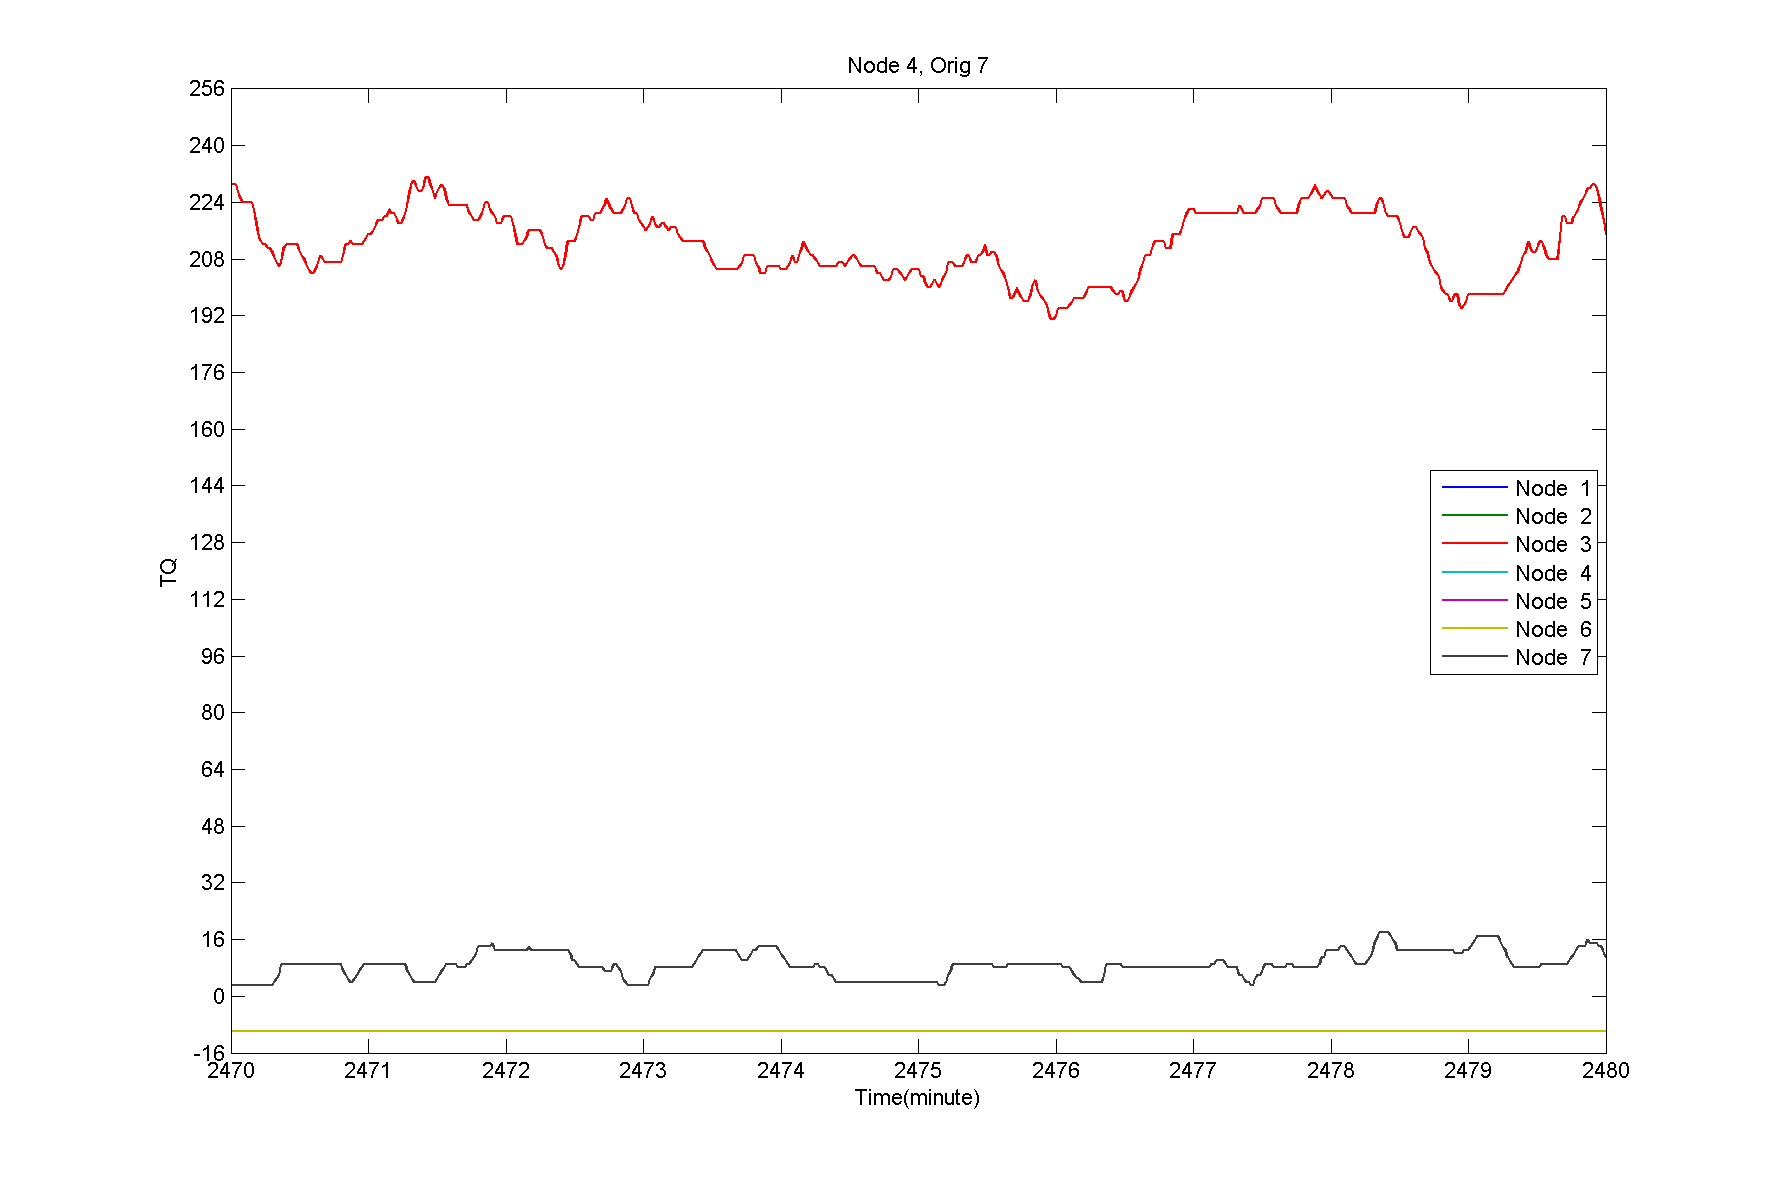 Node 4, Orig 7
256
240
224
208
192
176
160
144
128
112
96
80
64
48
32
16
0
-16
TQ
Node 1
Node 2
Node 3
Node 4
Node 5
Node 6
Node 7
2470 2471 2472 2473 2474 2475 2476 2477 2478 2479 2480
Time(minute)